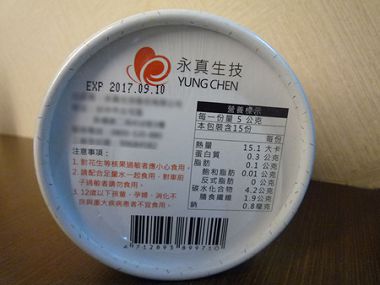 永真生技
YUNG CHEN
EXP 2017.09.10
營養標示
每一份量 5 公克
本包裝含15份
每份
熱量 15.1 大卡
蛋白質 0.3 公克
脂肪 0.1 公克
飽和脂肪 0.01 公克
反式脂肪 0 公克
碳水化合物 4.2公克
膳食纖維 1.9公克
鈉 0.8毫克
注意事項：
1. 對花生等核果過敏者應小心食用。
2. 請配合足量水一起食用，對車前
子過敏者請勿食用。
3. 12歲以下孩童、孕婦、消化不
良與重大疾病患者不宜食用。
4712893899710